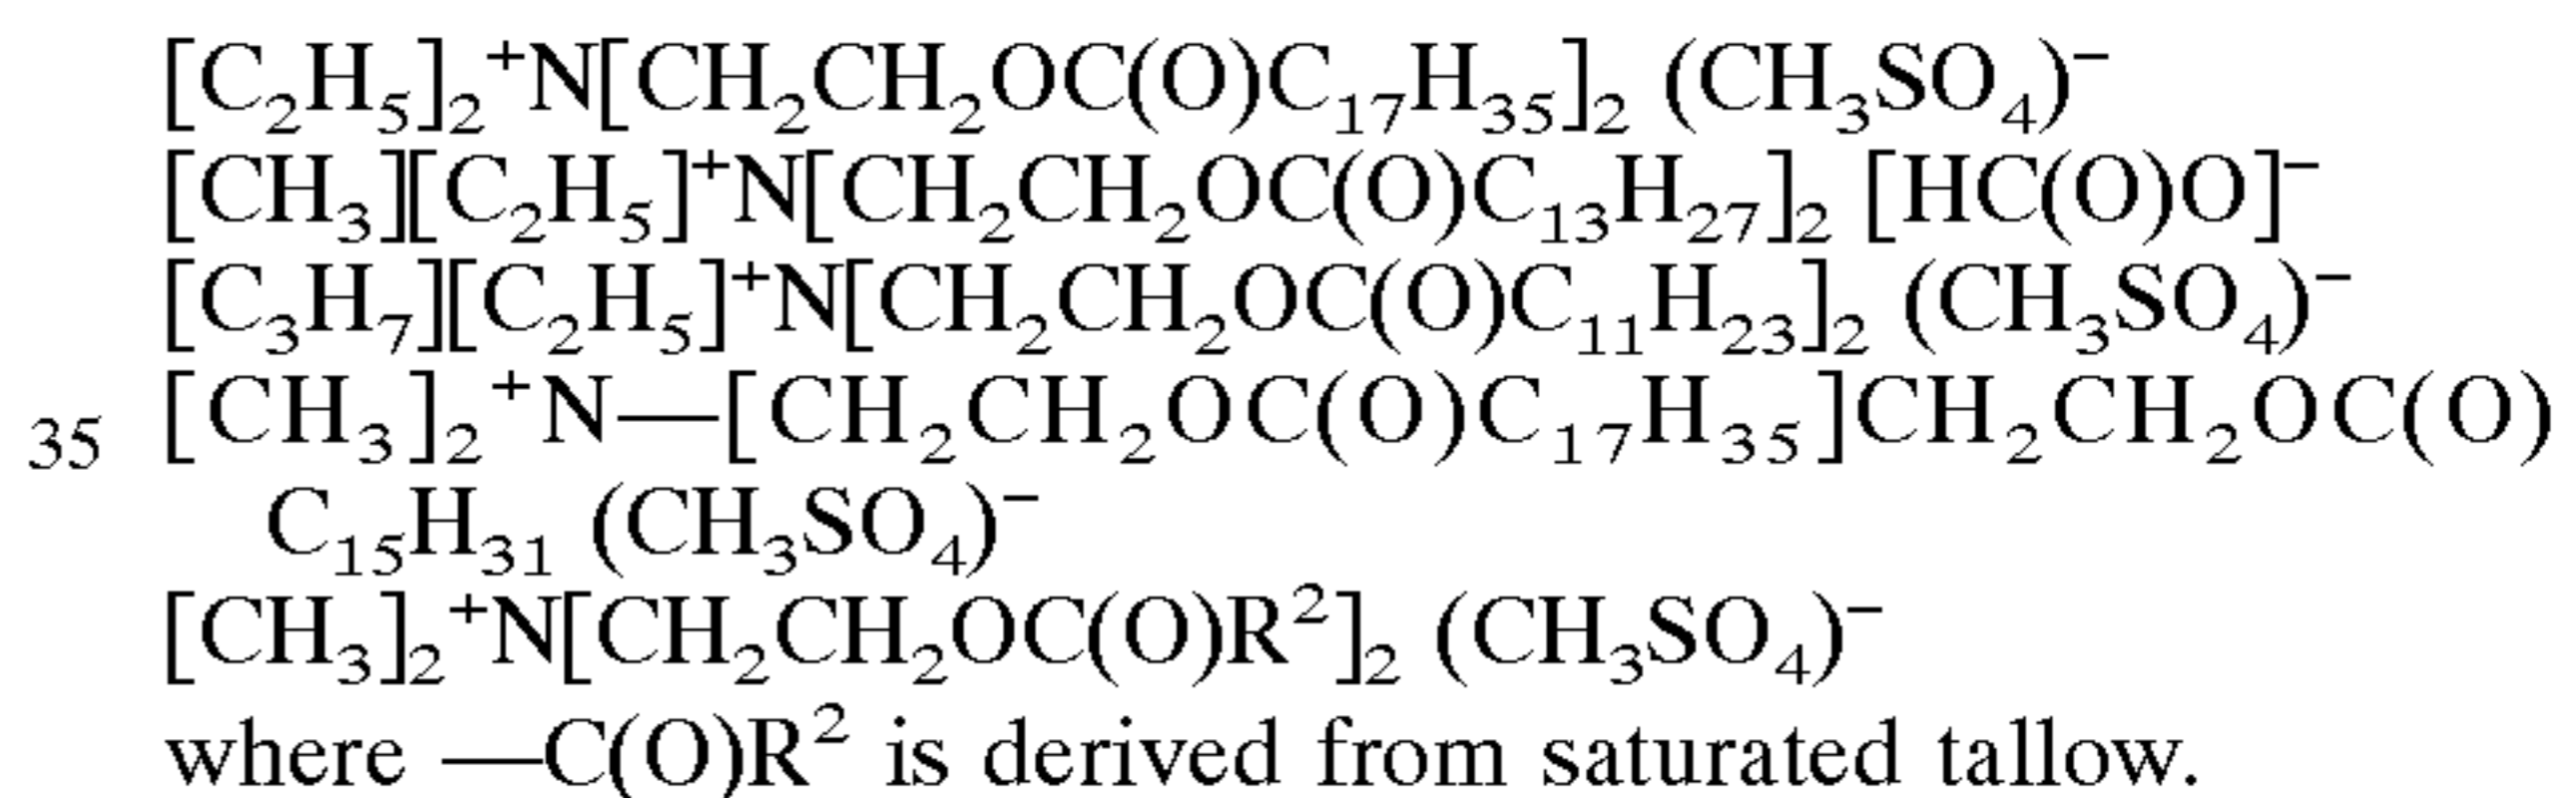 [C₂H₅]₂⁺N[CH₂CH₂OC(O)C₁₇H₃₅]₂ (CH₃SO₄)⁻
[CH₃][C₂H₅]⁺N[CH₂CH₂OC(O)C₁₃H₂₇]₂ [HC(O)O]⁻
[C₃H₇][C₂H₅]⁺N[CH₂CH₂OC(O)C₁₁H₂₃]₂ (CH₃SO₄)⁻
35 [CH₃]₂⁺N—[CH₂CH₂OC(O)C₁₇H₃₅]CH₂CH₂OC(O)
C₁₅H₃₁ (CH₃SO₄)⁻
[CH₃]₂⁺N[CH₂CH₂OC(O)R²]₂ (CH₃SO₄)⁻
where —C(O)R² is derived from saturated tallow.